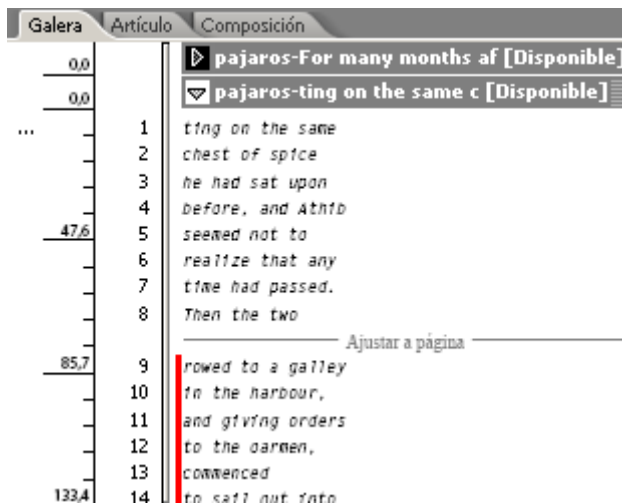 Galera Artículo Composición
0,0 pajaros-For many months af [Disponible]
0,0 pajaros-ting on the same c [Disponible]
... 1 ting on the same
2 chest of spice
3 he had sat upon
4 before, and Athib
47,6 5 seemed not to
6 realize that any
7 time had passed.
8 Then the two
Ajustar a página
85,7 9 rowed to a galley
10 in the harbour,
11 and giving orders
12 to the oarmen,
13 commenced
133,4 14 to sail out into